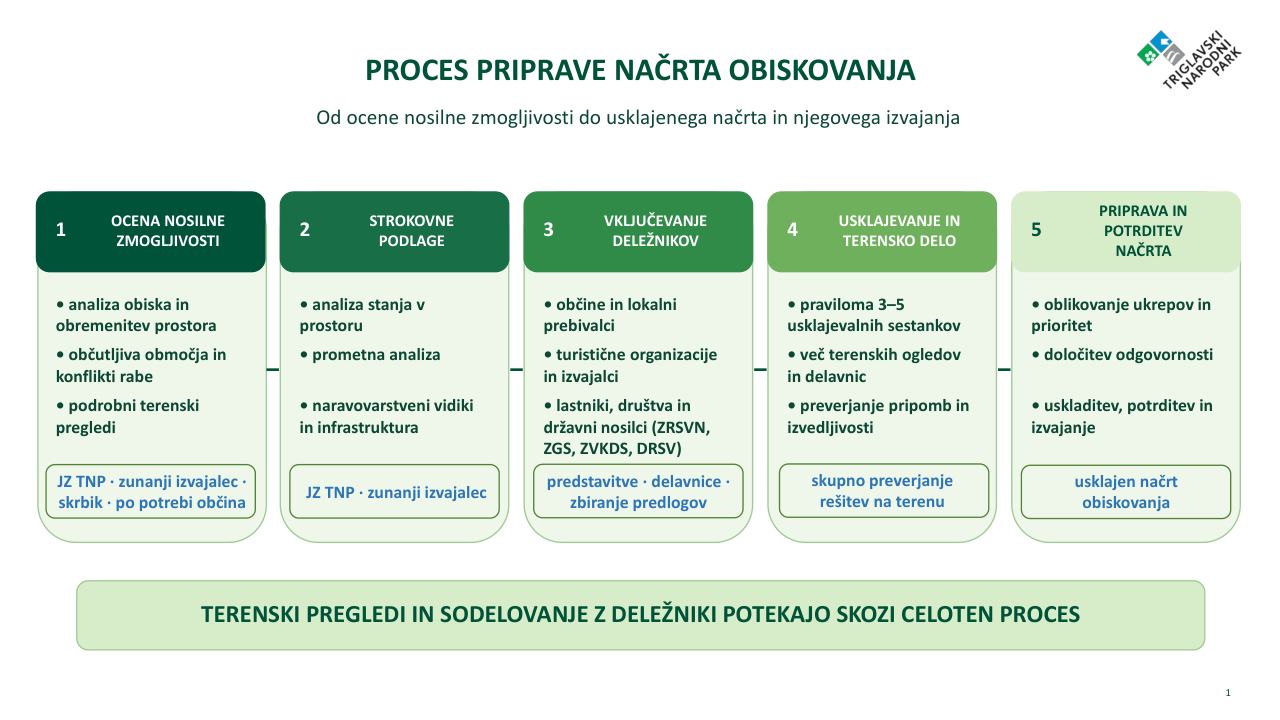 TRIGLAVSKI
NARODNI
PARK
PROCES PRIPRAVE NAČRTA OBISKOVANJA
Od ocene nosilne zmogljivosti do usklajenega načrta in njegovega izvajanja
1
OCENA NOSILNE
ZMOGLJIVOSTI
• analiza obiska in
obremenitev prostora
• občutljiva območja in
konflikti rabe
• podrobni terenski
pregledi
JZ TNP · zunanji izvajalec ·
skrbik · po potrebi občina
2
STROKOVNE
PODLAGE
• analiza stanja v
prostoru
• prometna analiza
• naravovarstveni vidiki
in infrastruktura
JZ TNP · zunanji izvajalec
3
VKLJUČEVANJE
DELEŽNIKOV
• občine in lokalni
prebivalci
• turistične organizacije
in izvajalci
• lastniki, društva in
državni nosilci (ZRSVN,
ZGS, ZVKDS, DRSV)
predstavitve · delavnice ·
zbiranje predlogov
4
USKLAJEVANJE IN
TERENSKO DELO
• praviloma 3–5
usklajevalnih sestankov
• več terenskih ogledov
in delavnic
• preverjanje pripomb in
izvedljivosti
skupno preverjanje
rešitev na terenu
5
PRIPRAVA IN
POTRDITEV
NAČRTA
• oblikovanje ukrepov in
prioritet
• določitev odgovornosti
• uskladitev, potrditev in
izvajanje
usklajen načrt
obiskovanja
TERENSKI PREGLEDI IN SODELOVANJE Z DELEŽNIKI POTEKAJO SKOZI CELOTEN PROCES
1